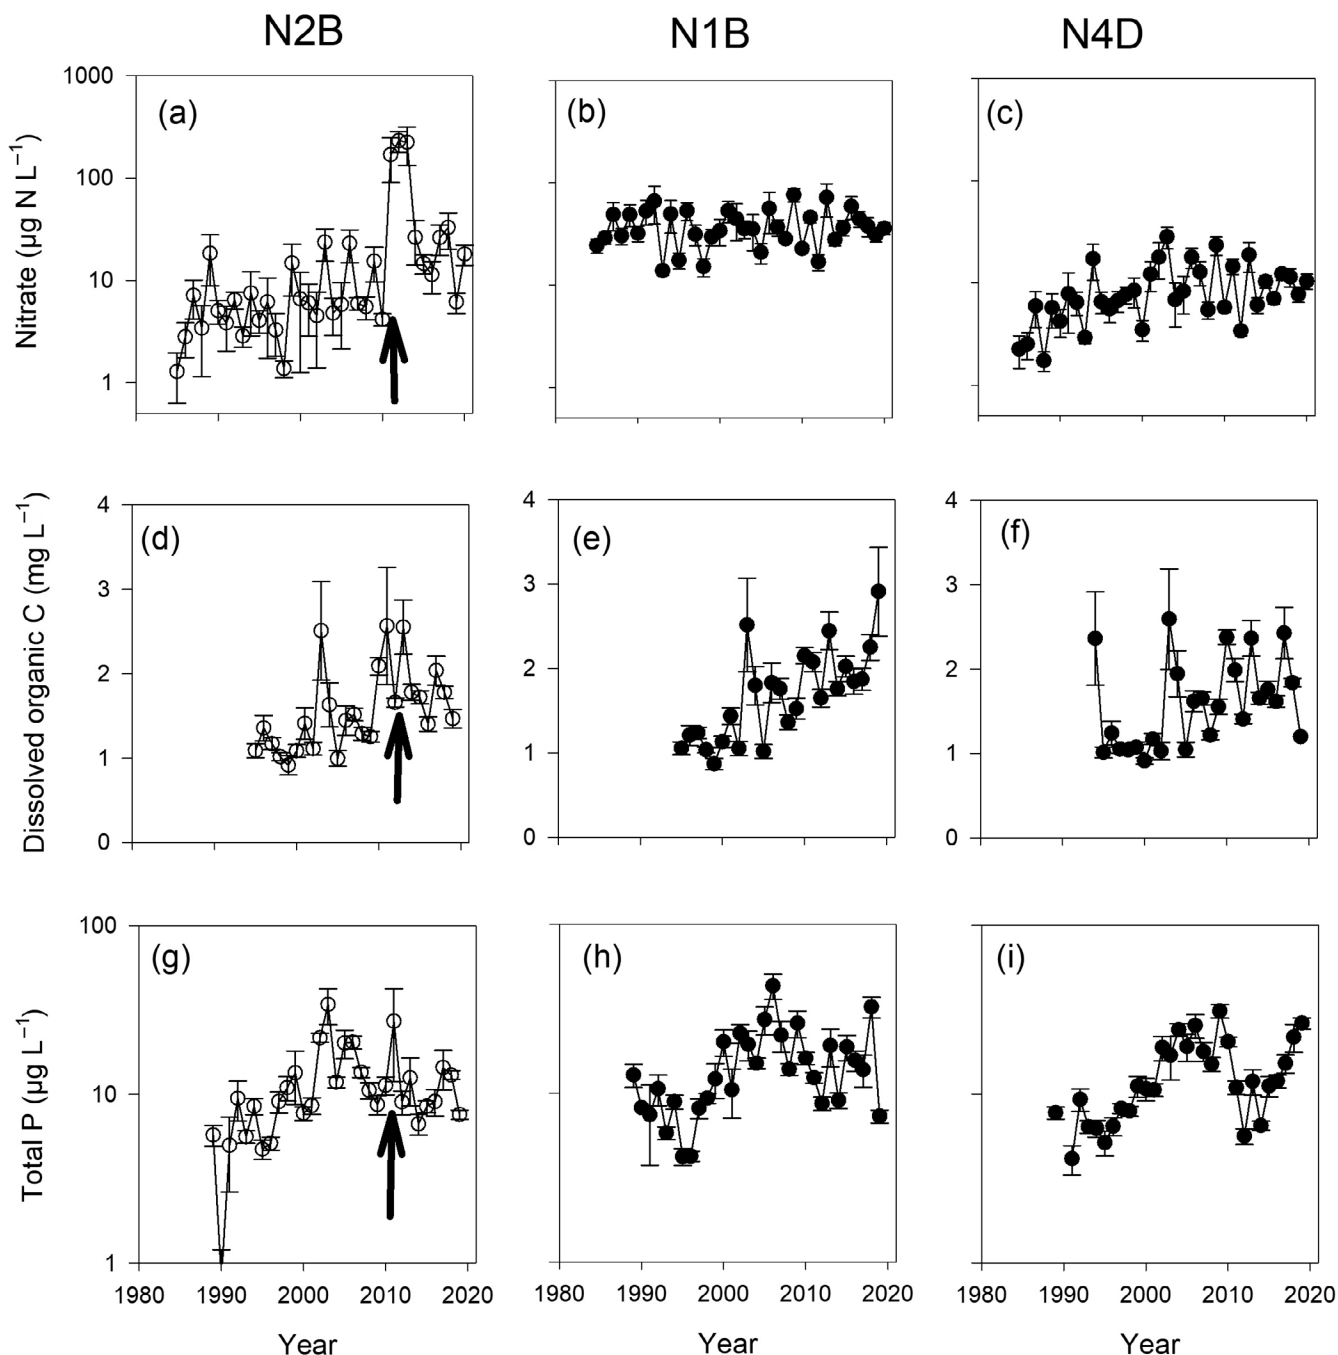 N2B N1B N4D
Nitrate (µg N L⁻¹)
1000
100
10
1
(a) (b) (c)
Dissolved organic C (mg L⁻¹)
4
3
2
1
0
(d)
4
3
2
1
0
(e)
4
3
2
1
0
(f)
Total P (µg L⁻¹)
100
10
1
(g) (h) (i)
1980 1990 2000 2010 2020 1980 1990 2000 2010 2020 1980 1990 2000 2010 2020
Year Year Year